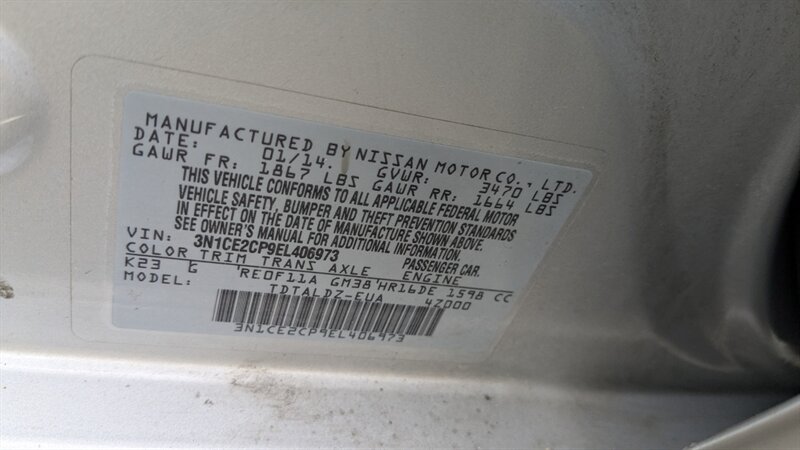 MANUFACTURED BY NISSAN MOTOR CO., LTD.
DATE: 01/14. GVWR: 3470 LBS
GAWR FR: 1867 LBS GAWR RR: 1664 LBS
THIS VEHICLE CONFORMS TO ALL APPLICABLE FEDERAL MOTOR
VEHICLE SAFETY, BUMPER AND THEFT PREVENTION STANDARDS
IN EFFECT ON THE DATE OF MANUFACTURE SHOWN ABOVE.
SEE OWNER'S MANUAL FOR ADDITIONAL INFORMATION.
VIN: 3N1CE2CP9EL406973 PASSENGER CAR.
COLOR TRIM TRANS AXLE ENGINE
K23 G RE0F11A GM38 HR16DE 1598 CC
MODEL: TDTALDZ-EUA 42000
3N1CE2CP9EL406973